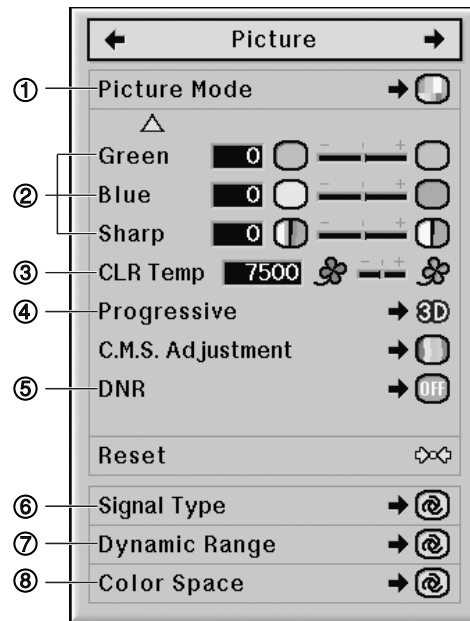 Picture
① Picture Mode
Green 0 - +
② Blue 0 - +
Sharp 0 - +
③ CLR Temp 7500 - +
④ Progressive 3D
C.M.S. Adjustment
⑤ DNR OFF
Reset
⑥ Signal Type
⑦ Dynamic Range
⑧ Color Space